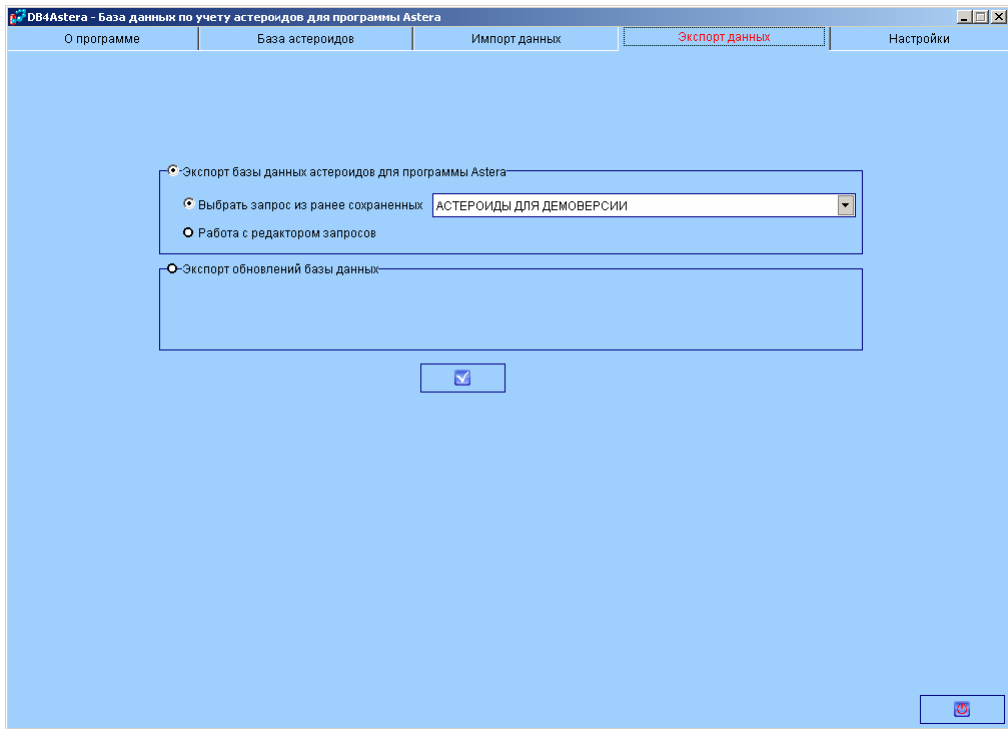 DB4Astera - База данных по учету астероидов для программы Astera
О программе
База астероидов
Импорт данных
Экспорт данных
Настройки
Экспорт базы данных астероидов для программы Astera
Выбрать запрос из ранее сохраненных
АСТЕРОИДЫ ДЛЯ ДЕМОВЕРСИИ
Работа с редактором запросов
Экспорт обновлений базы данных